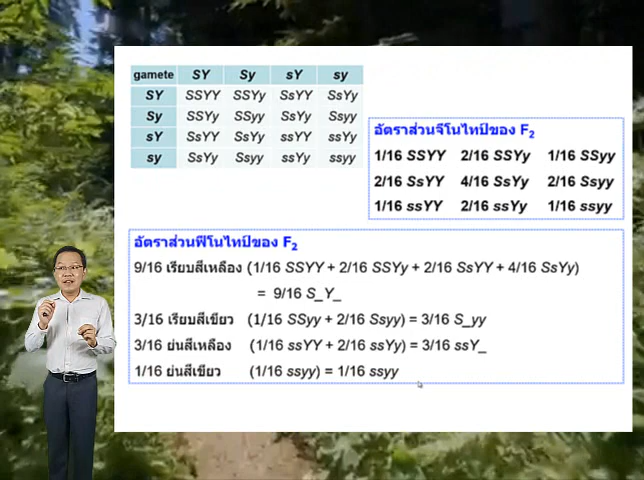 gamete SY Sy sY sy
SY SSYY SSYy SsYY SsYy
Sy SSYy SSyy SsYy Ssyy
sY SsYY SsYy ssYY ssYy
sy SsYy Ssyy ssYy ssyy
อัตราส่วนจีโนไทป์ของ F2
1/16 SSYY 2/16 SSYy 1/16 SSyy
2/16 SsYY 4/16 SsYy 2/16 Ssyy
1/16 ssYY 2/16 ssYy 1/16 ssyy
อัตราส่วนฟีโนไทป์ของ F2
9/16 เรียบสีเหลือง (1/16 SSYY + 2/16 SSYy + 2/16 SsYY + 4/16 SsYy)
= 9/16 S_Y_
3/16 เรียบสีเขียว (1/16 SSyy + 2/16 Ssyy) = 3/16 S_yy
3/16 ย่นสีเหลือง (1/16 ssYY + 2/16 ssYy) = 3/16 ssY_
1/16 ย่นสีเขียว (1/16 ssyy) = 1/16 ssyy